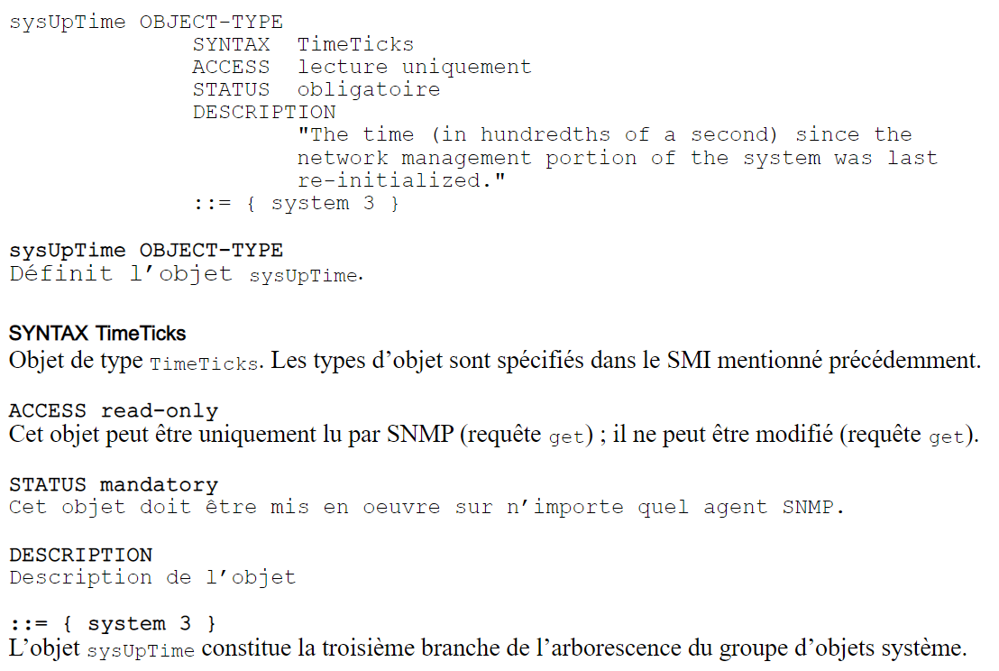 sysUpTime OBJECT-TYPE
SYNTAX TimeTicks
ACCESS lecture uniquement
STATUS obligatoire
DESCRIPTION
"The time (in hundredths of a second) since the
network management portion of the system was last
re-initialized."
::= { system 3 }
sysUpTime OBJECT-TYPE
Définit l’objet sysUpTime.
SYNTAX TimeTicks
Objet de type TimeTicks. Les types d’objet sont spécifiés dans le SMI mentionné précédemment.
ACCESS read-only
Cet objet peut être uniquement lu par SNMP (requête get) ; il ne peut être modifié (requête get).
STATUS mandatory
Cet objet doit être mis en oeuvre sur n’importe quel agent SNMP.
DESCRIPTION
Description de l’objet
::= { system 3 }
L’objet sysUpTime constitue la troisième branche de l’arborescence du groupe d’objets système.